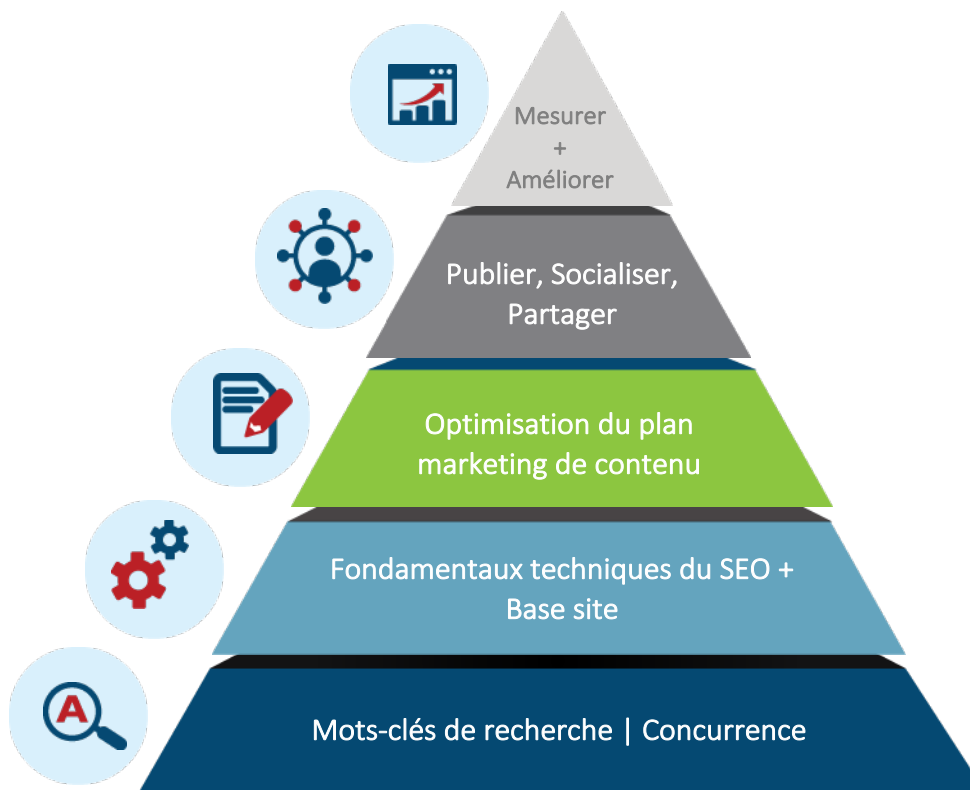 Mesurer
+
Améliorer
Publier, Socialiser,
Partager
Optimisation du plan
marketing de contenu
Fondamentaux techniques du SEO +
Base site
A
Mots-clés de recherche | Concurrence